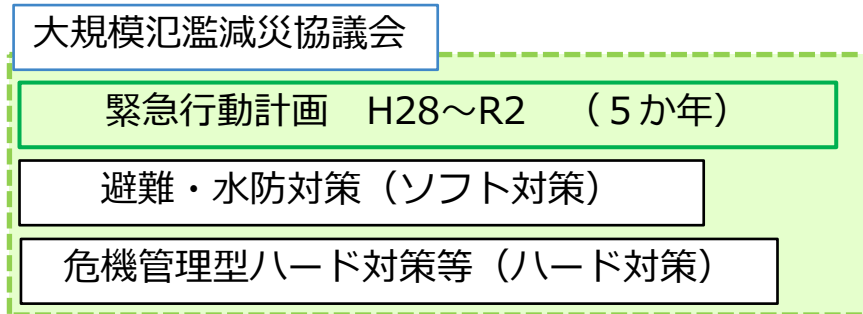 大規模氾濫減災協議会
緊急行動計画　H28～R2　（５か年）
避難・水防対策（ソフト対策）
危機管理型ハード対策等（ハード対策）